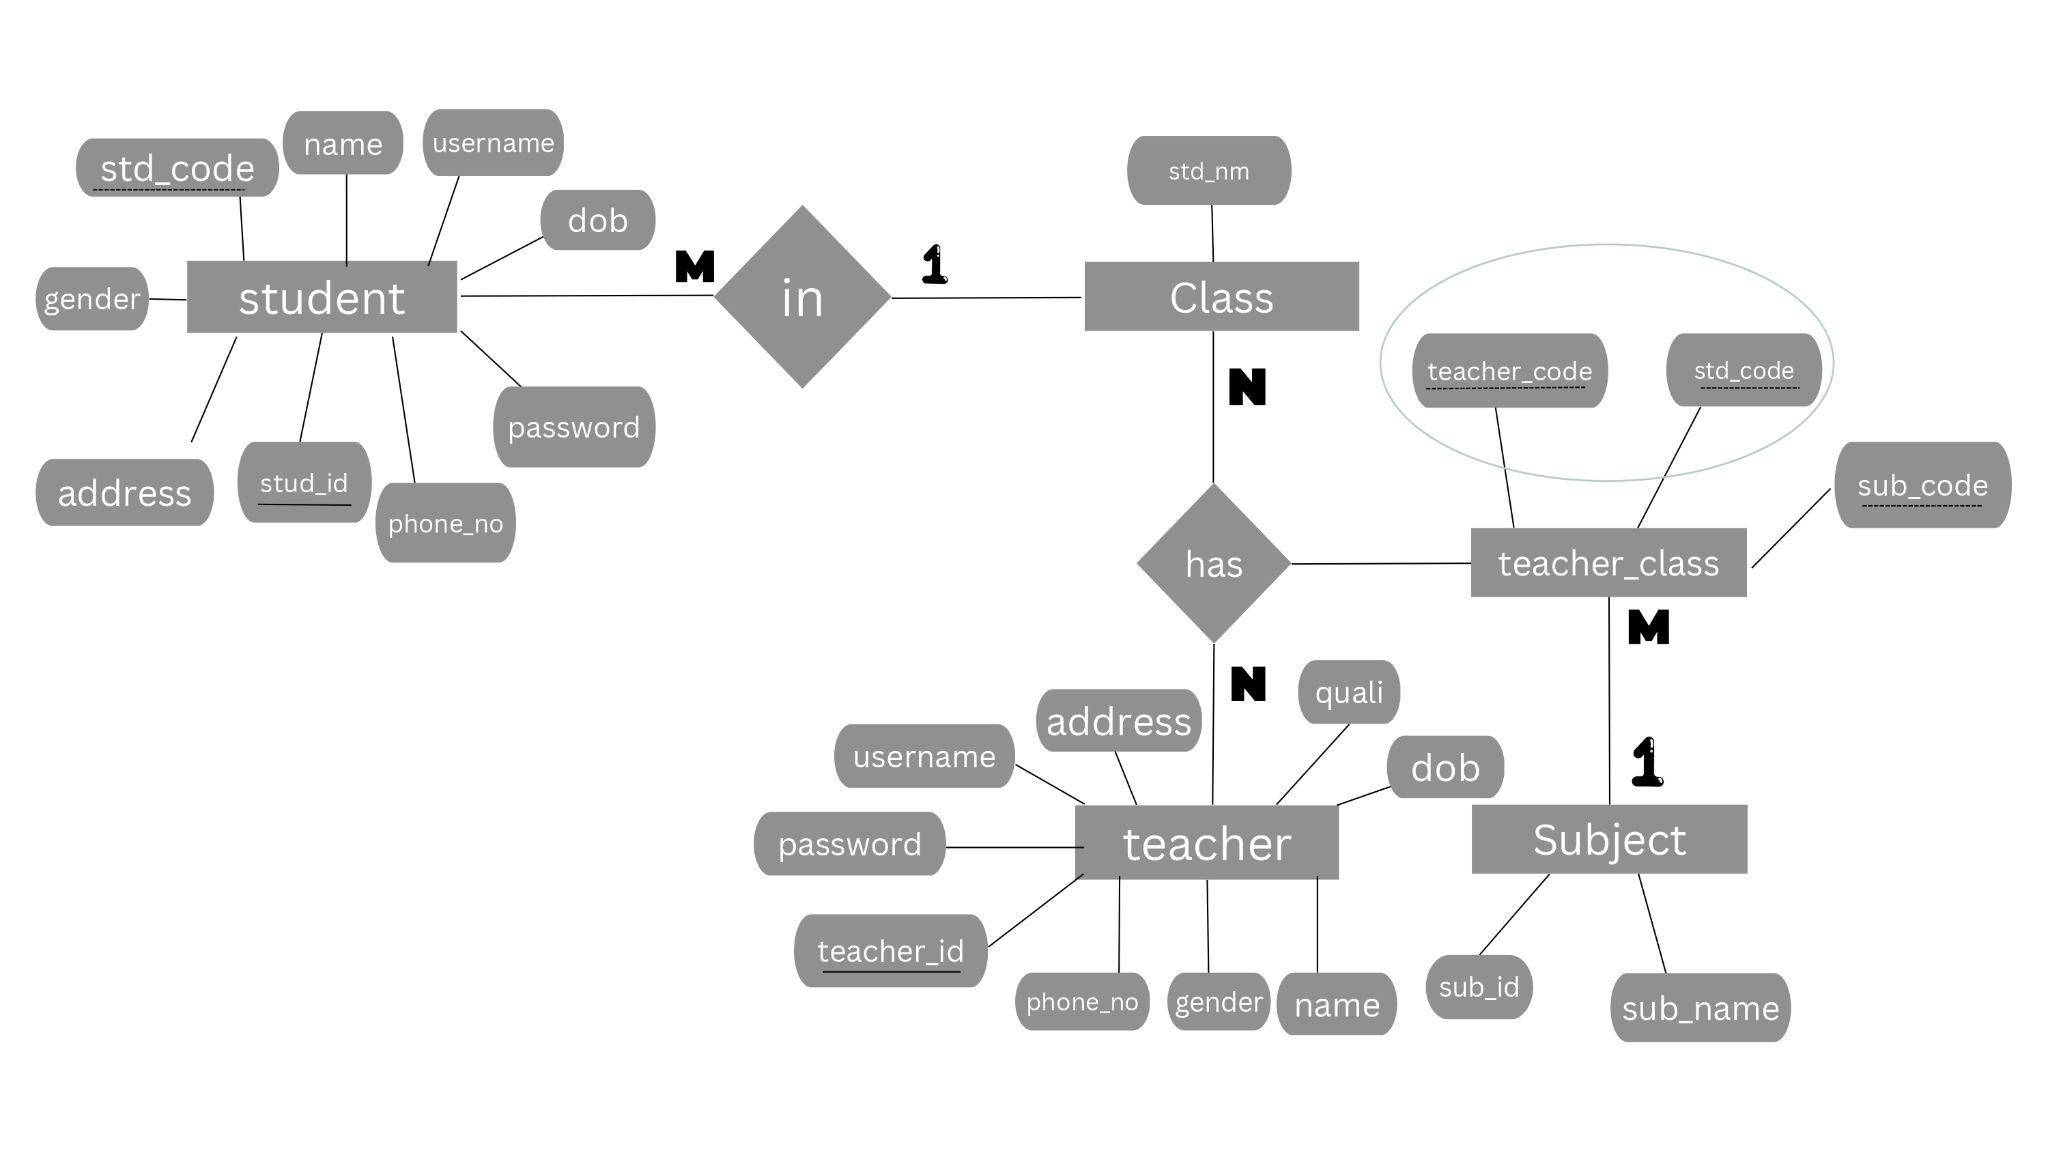 std_code
name
username
dob
gender
student
M
in
1
std_nm
Class
address
stud_id
phone_no
password
N
teacher_code
std_code
sub_code
has
teacher_class
M
N
1
username
address
quali
dob
password
teacher
Subject
teacher_id
phone_no
gender
name
sub_id
sub_name